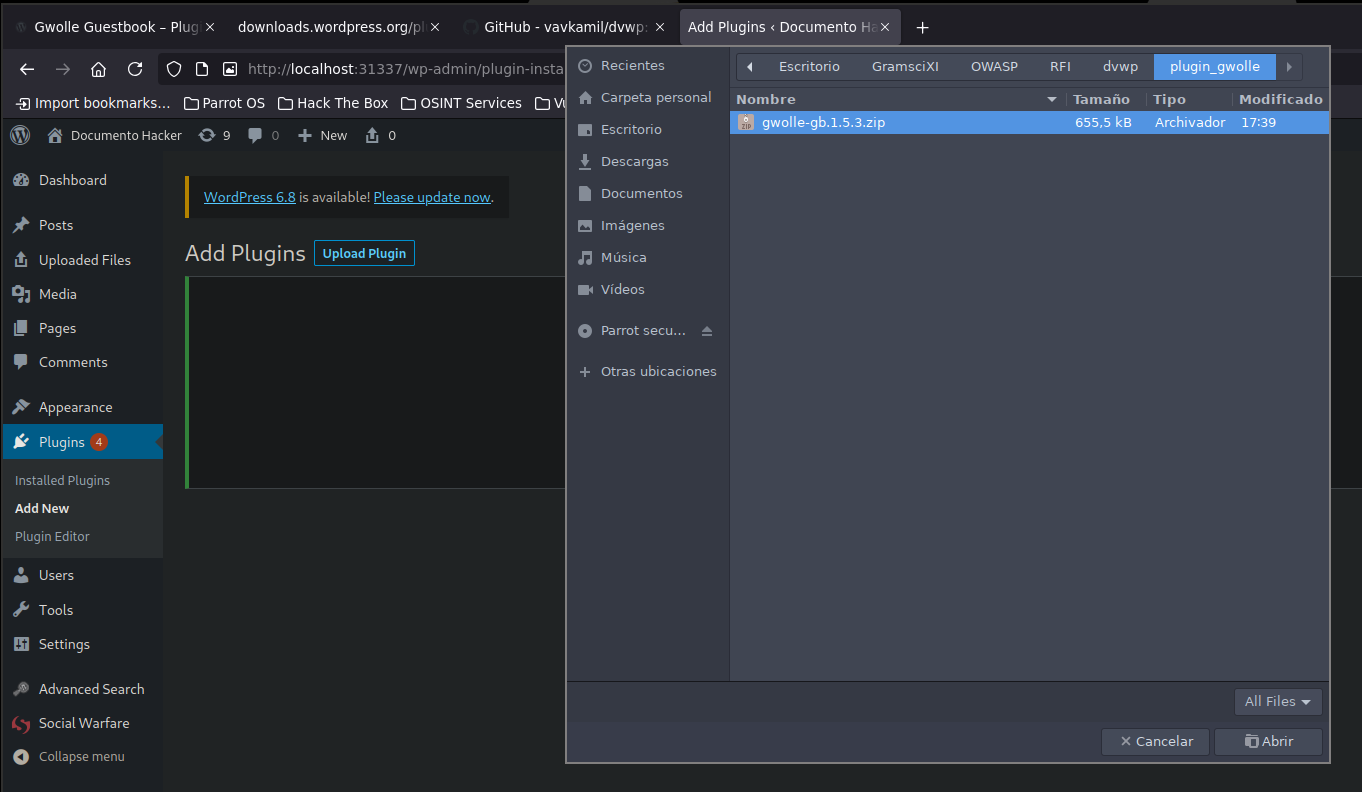 Gwolle Guestbook – Plugi
downloads.wordpress.org/pl
GitHub - vavkamil/dvwp:
Add Plugins ‹ Documento Ha
http://localhost:31337/wp-admin/plugin-insta
Import bookmarks...
Parrot OS
Hack The Box
OSINT Services
Vu
Documento Hacker
9
0
New
0
Dashboard
Posts
Uploaded Files
Media
Pages
Comments
Appearance
Plugins 4
Installed Plugins
Add New
Plugin Editor
Users
Tools
Settings
Advanced Search
Social Warfare
Collapse menu
WordPress 6.8 is available! Please update now.
Add Plugins
Upload Plugin
Recientes
Carpeta personal
Escritorio
Descargas
Documentos
Imágenes
Música
Vídeos
Parrot secu...
Otras ubicaciones
Escritorio
GramsciXI
OWASP
RFI
dvwp
plugin_gwolle
Nombre
Tamaño
Tipo
Modificado
ZIP
gwolle-gb.1.5.3.zip
655,5 kB
Archivador
17:39
All Files
Cancelar
Abrir